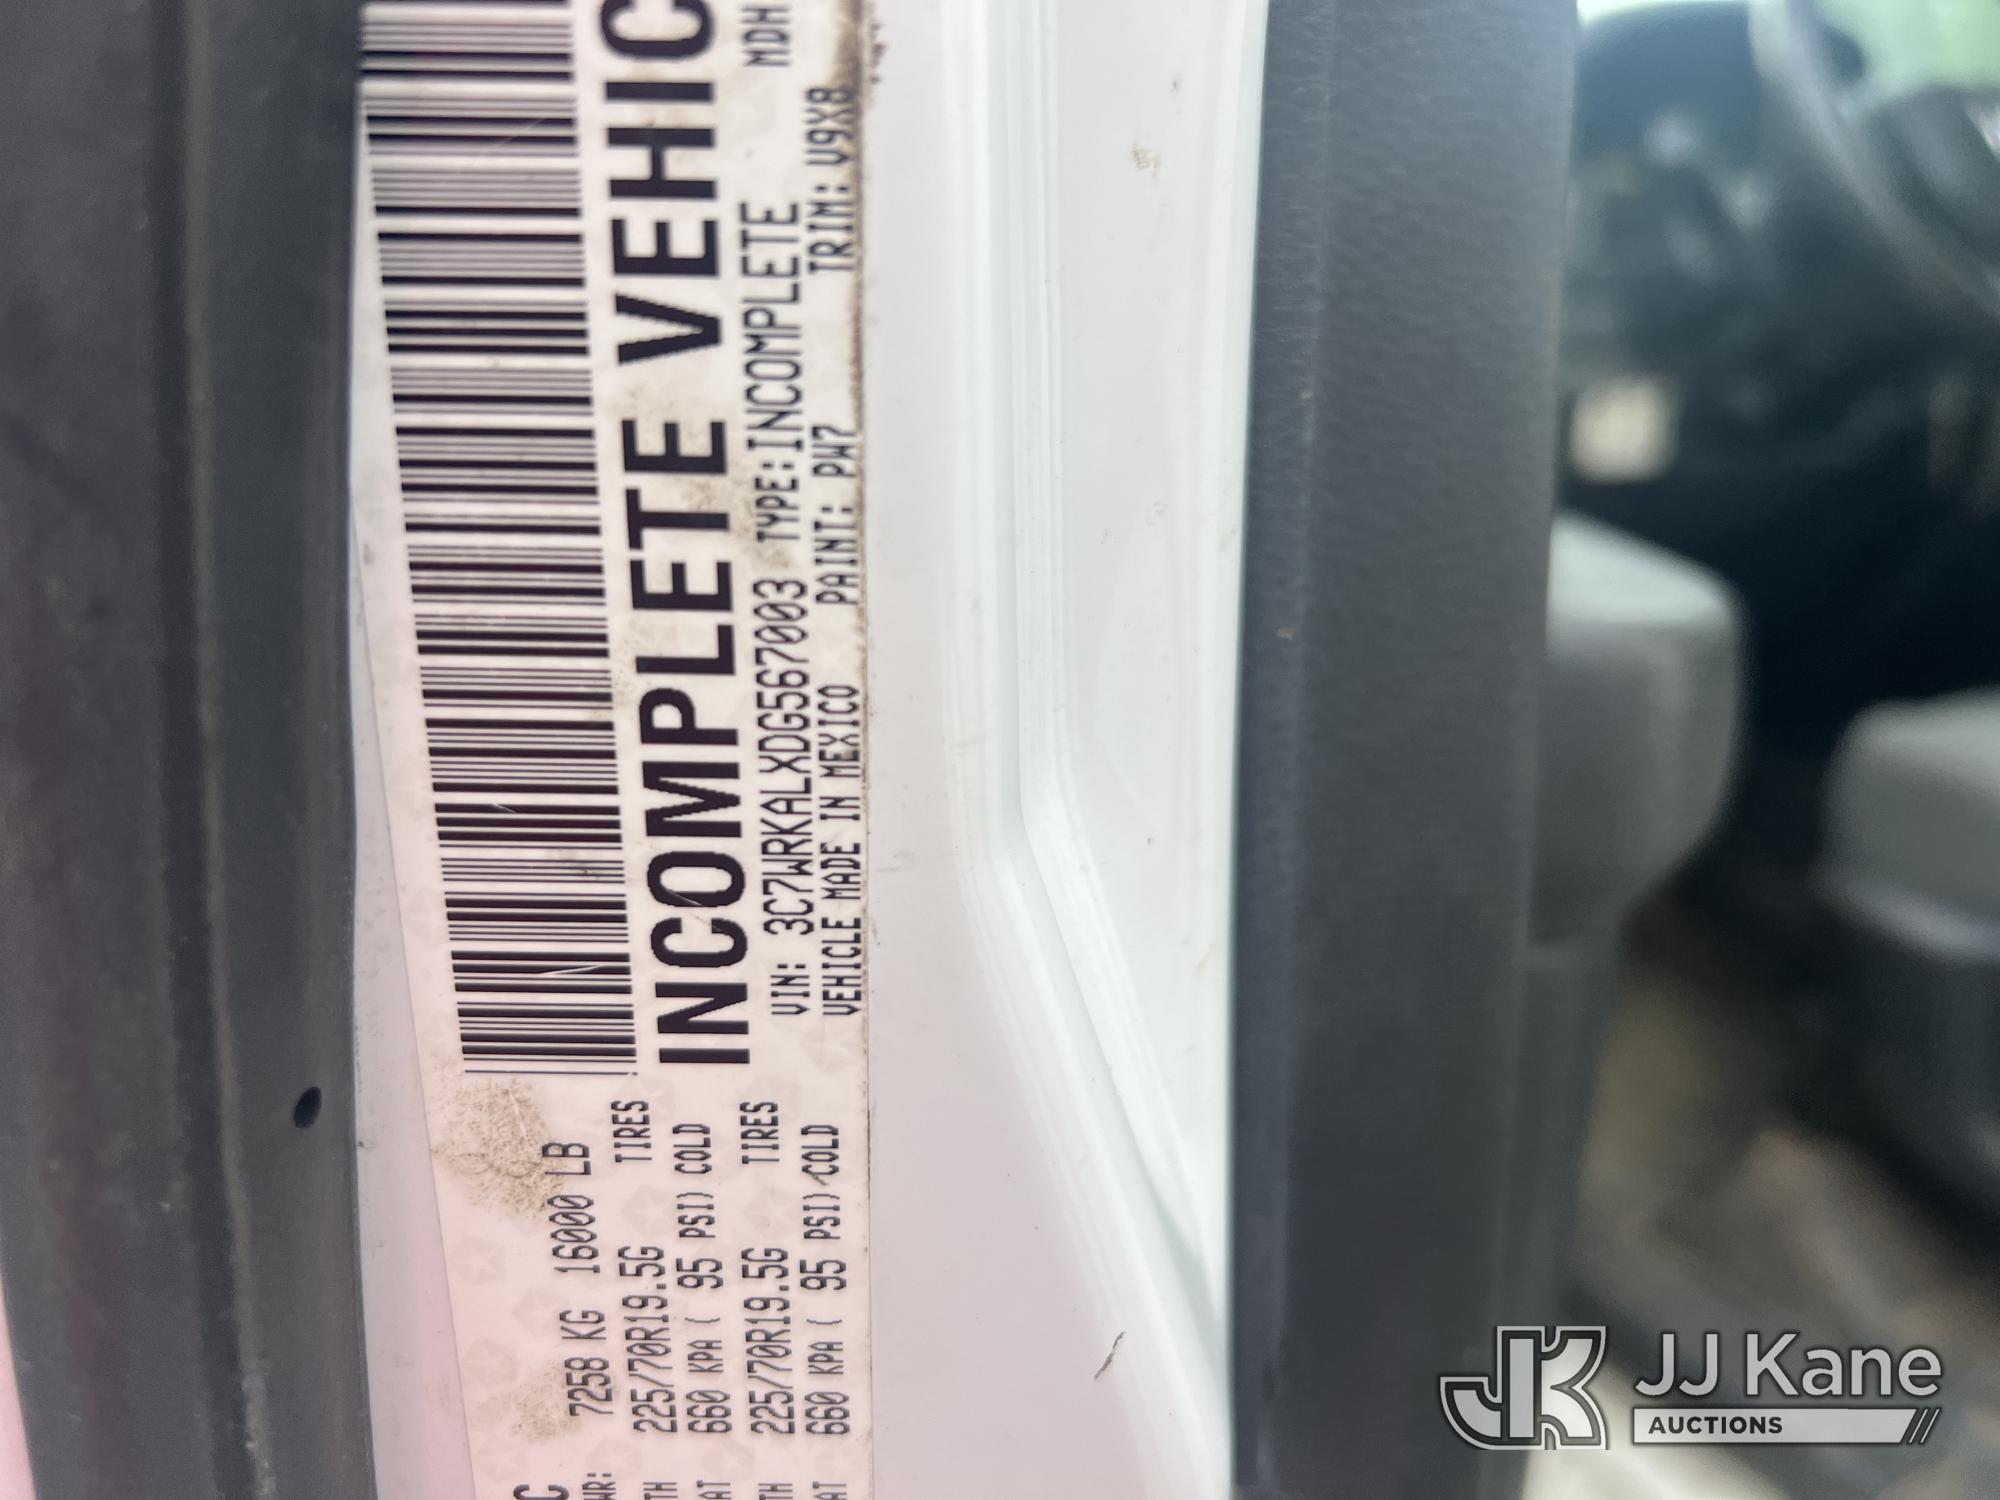 7258 KG 16000 LB
225/70R19.5G TIRES
660 KPA ( 95 PSI) COLD
225/70R19.5G TIRES
660 KPA ( 95 PSI) COLD
INCOMPLETE VEHIC
VIN: 3C7WRKALXDG567003 TYPE:INCOMPLETE MDH
VEHICLE MADE IN MEXICO PAINT: PW7 TRIM: V9X8
JJ Kane
AUCTIONS